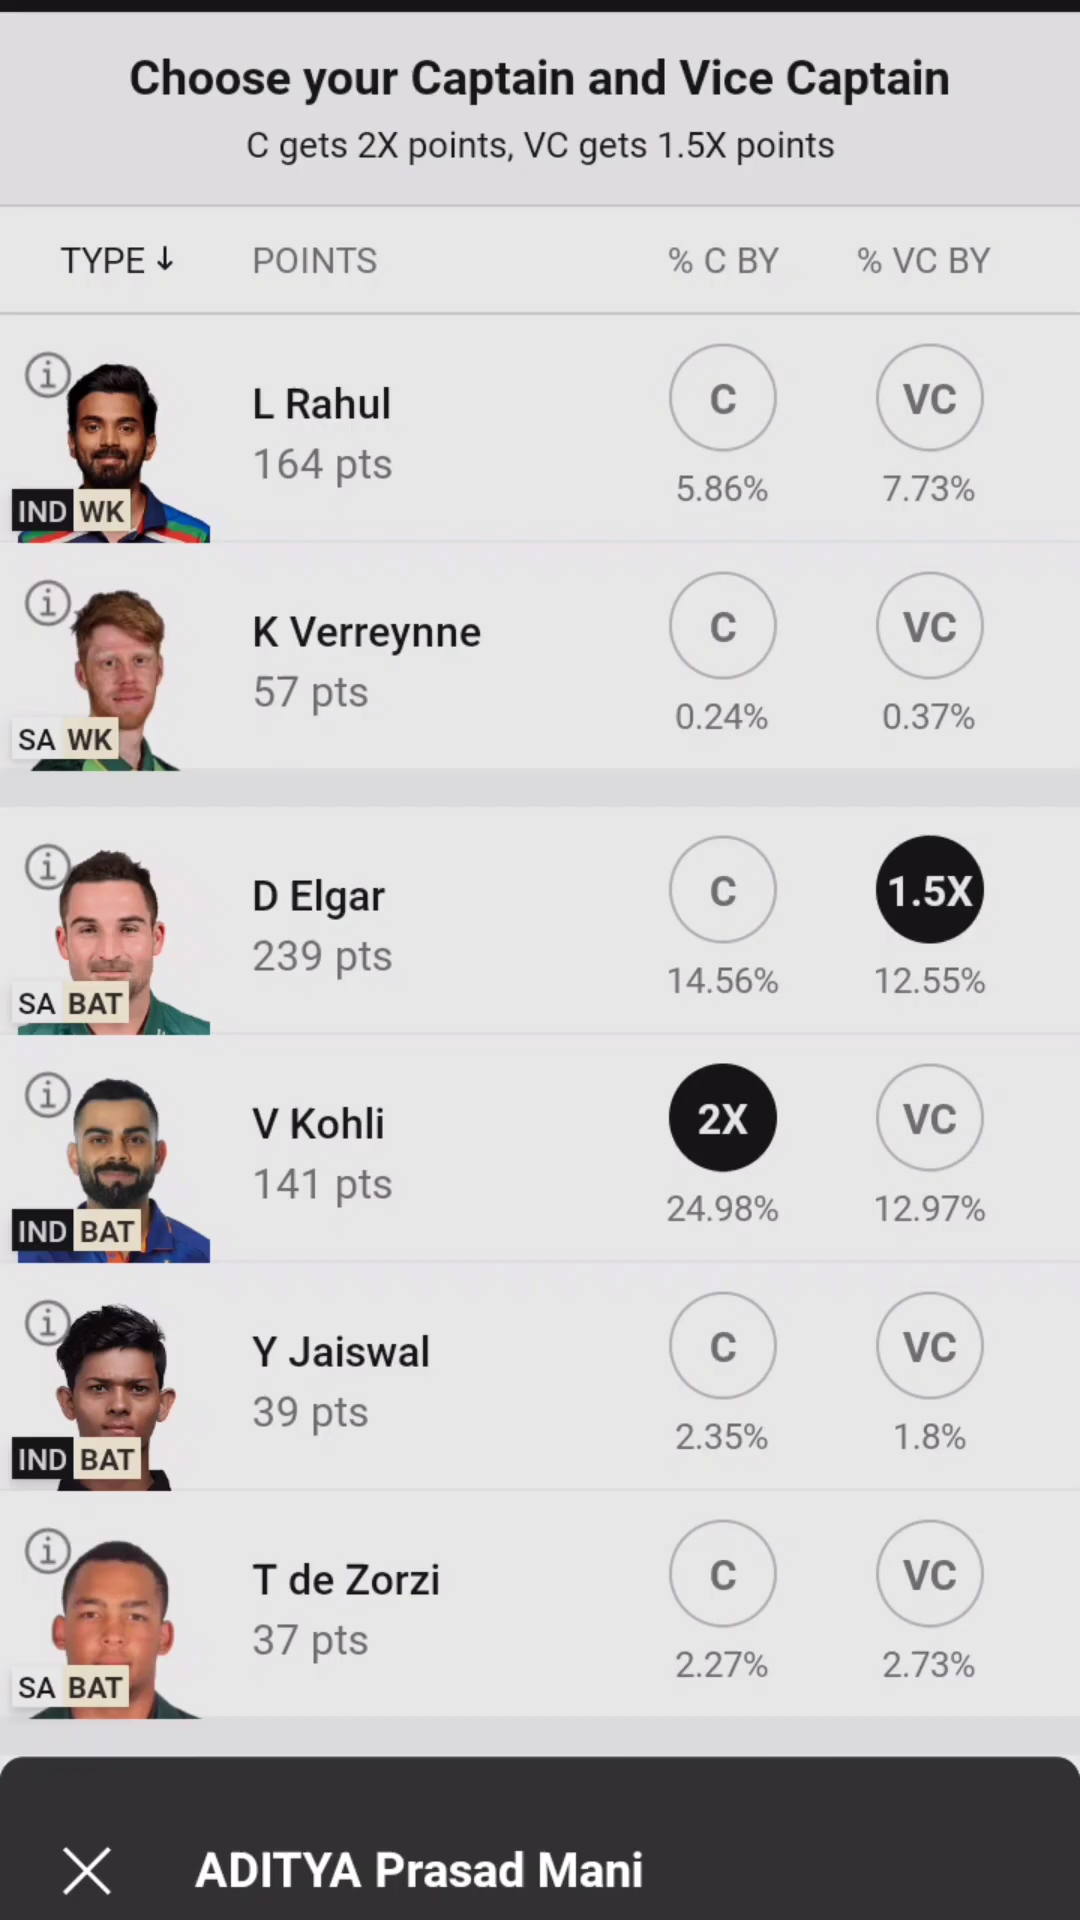 Choose your Captain and Vice Captain
C gets 2X points, VC gets 1.5X points
TYPE ↓ POINTS % C BY % VC BY
L Rahul
164 pts
C VC
5.86% 7.73%
IND WK
K Verreynne
57 pts
C VC
0.24% 0.37%
SA WK
D Elgar
239 pts
C 1.5X
14.56% 12.55%
SA BAT
V Kohli
141 pts
2X VC
24.98% 12.97%
IND BAT
Y Jaiswal
39 pts
C VC
2.35% 1.8%
IND BAT
T de Zorzi
37 pts
C VC
2.27% 2.73%
SA BAT
ADITYA Prasad Mani